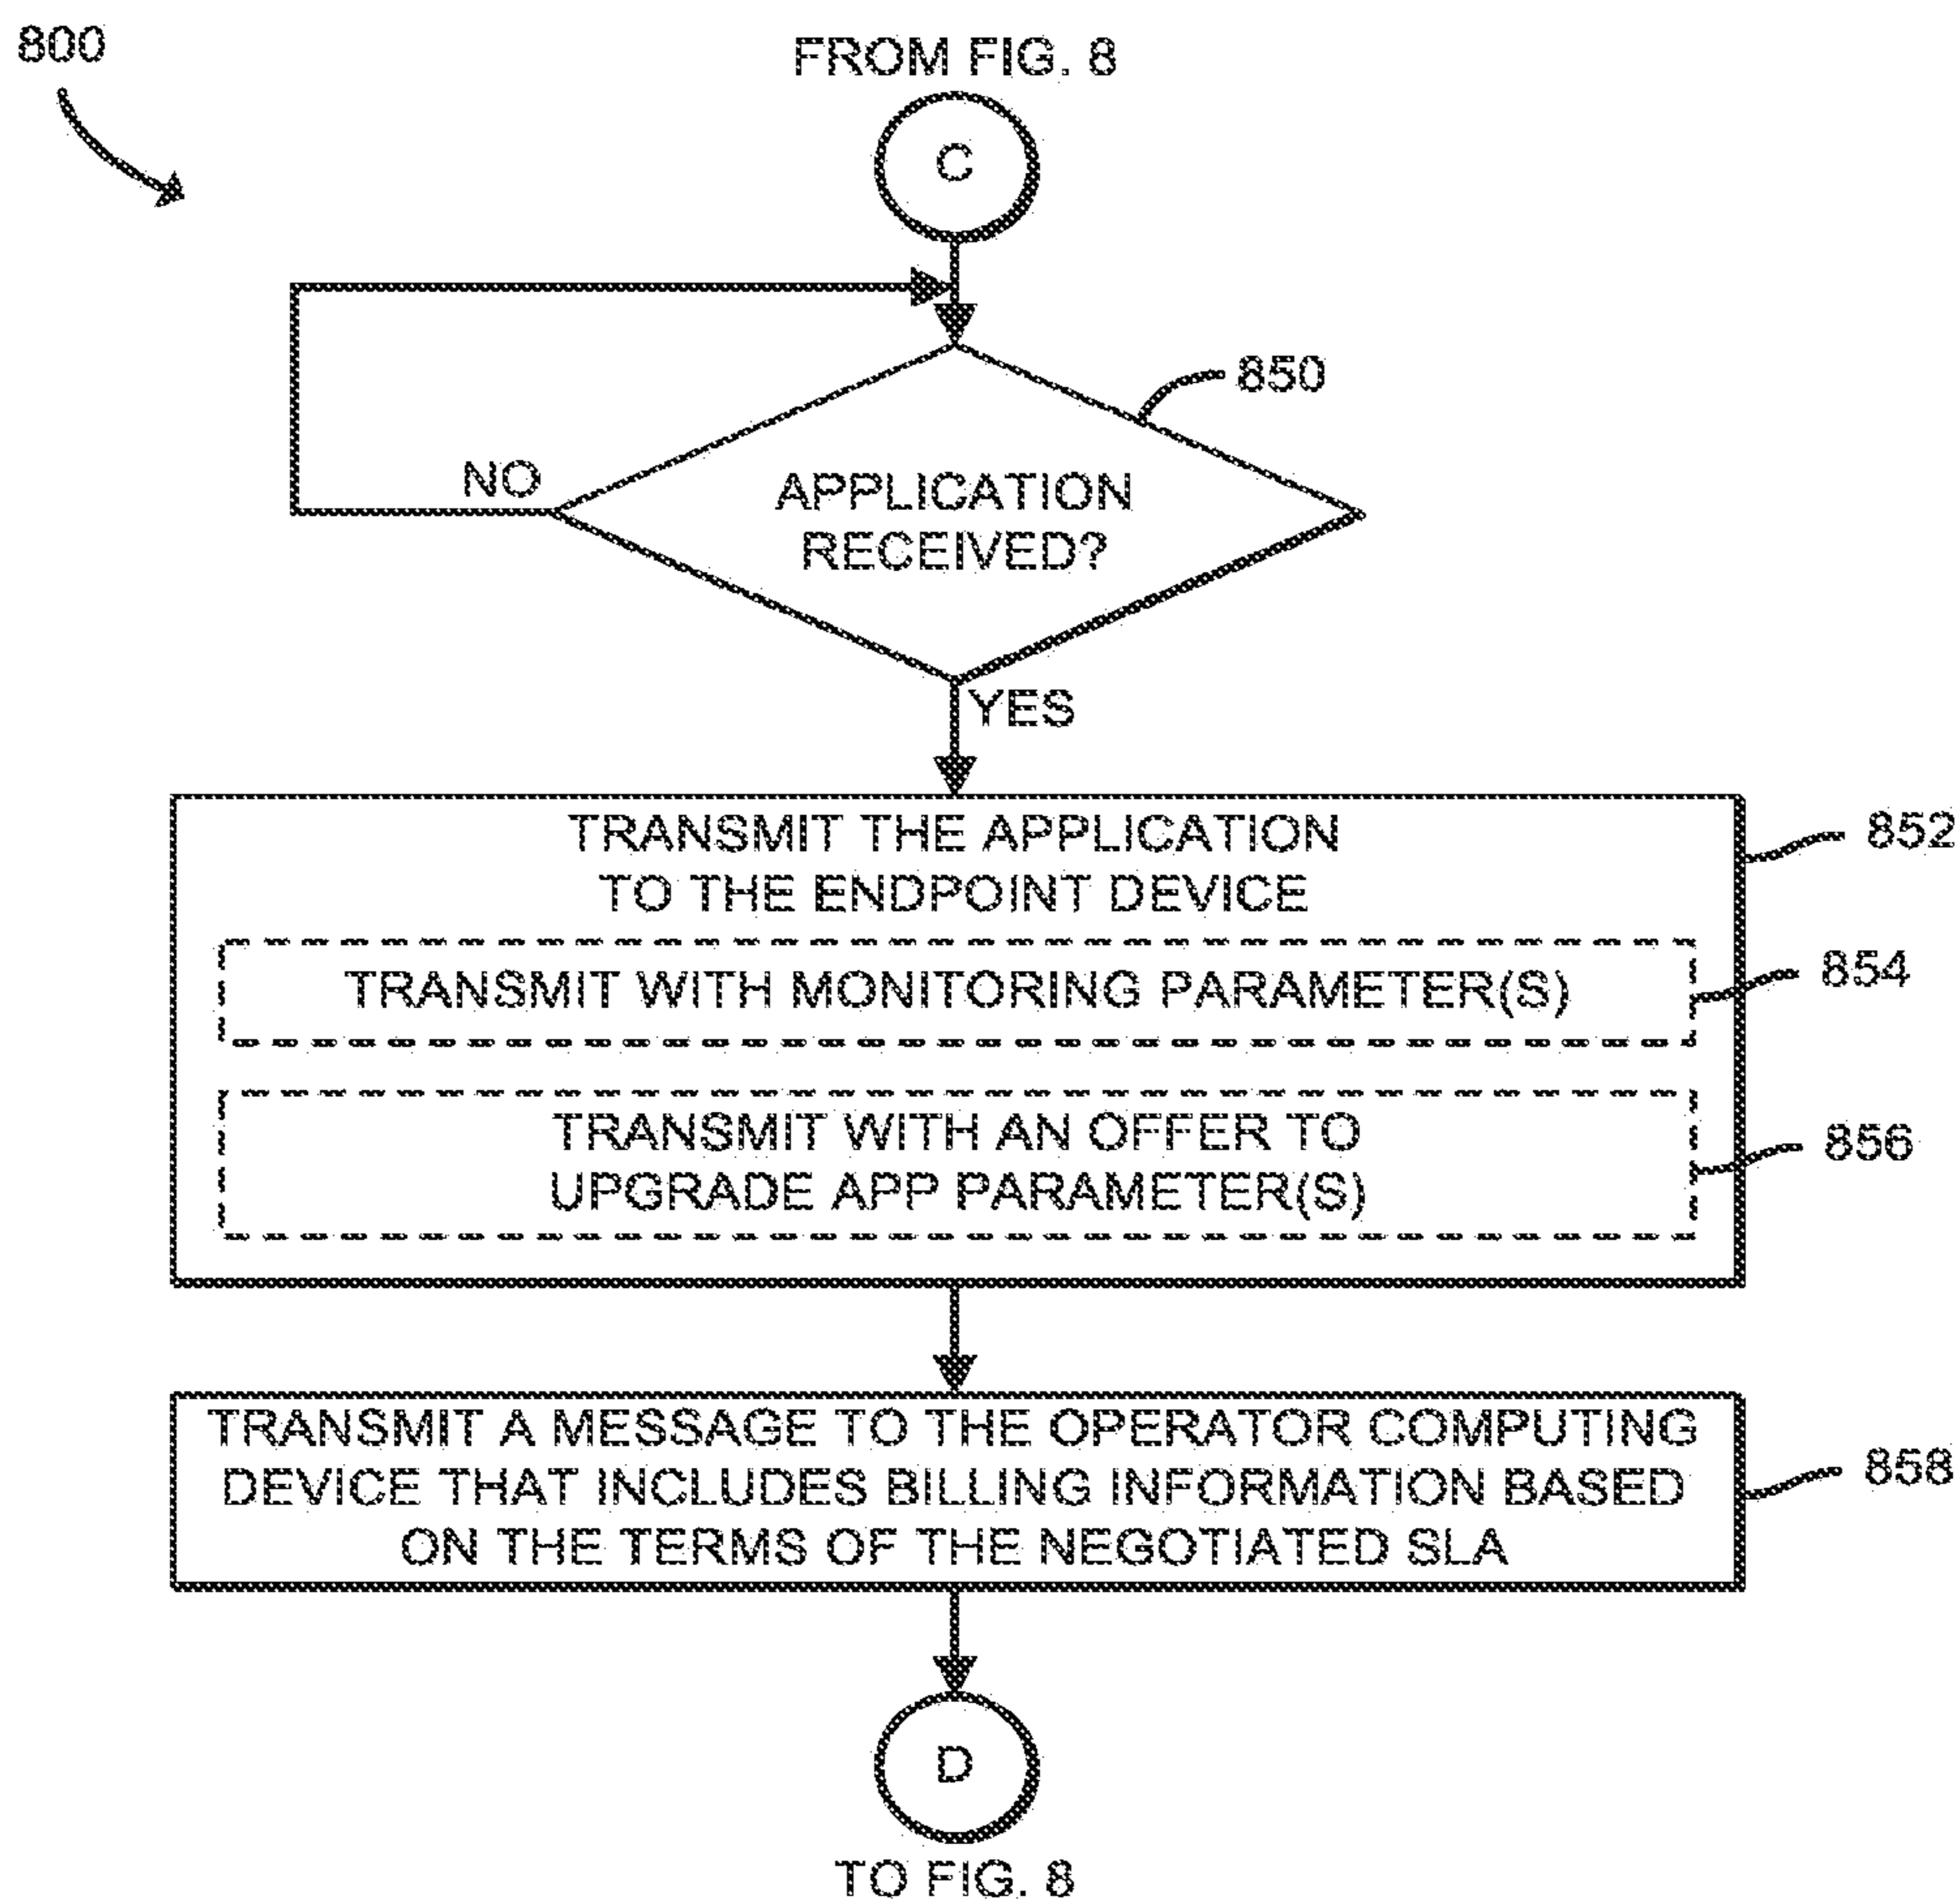 800
FROM FIG. 8
C
850
NO
APPLICATION
RECEIVED?
YES
TRANSMIT THE APPLICATION
TO THE ENDPOINT DEVICE
852
TRANSMIT WITH MONITORING PARAMETER(S)
854
TRANSMIT WITH AN OFFER TO
UPGRADE APP PARAMETER(S)
856
TRANSMIT A MESSAGE TO THE OPERATOR COMPUTING
DEVICE THAT INCLUDES BILLING INFORMATION BASED
ON THE TERMS OF THE NEGOTIATED SLA
858
D
TO FIG. 8